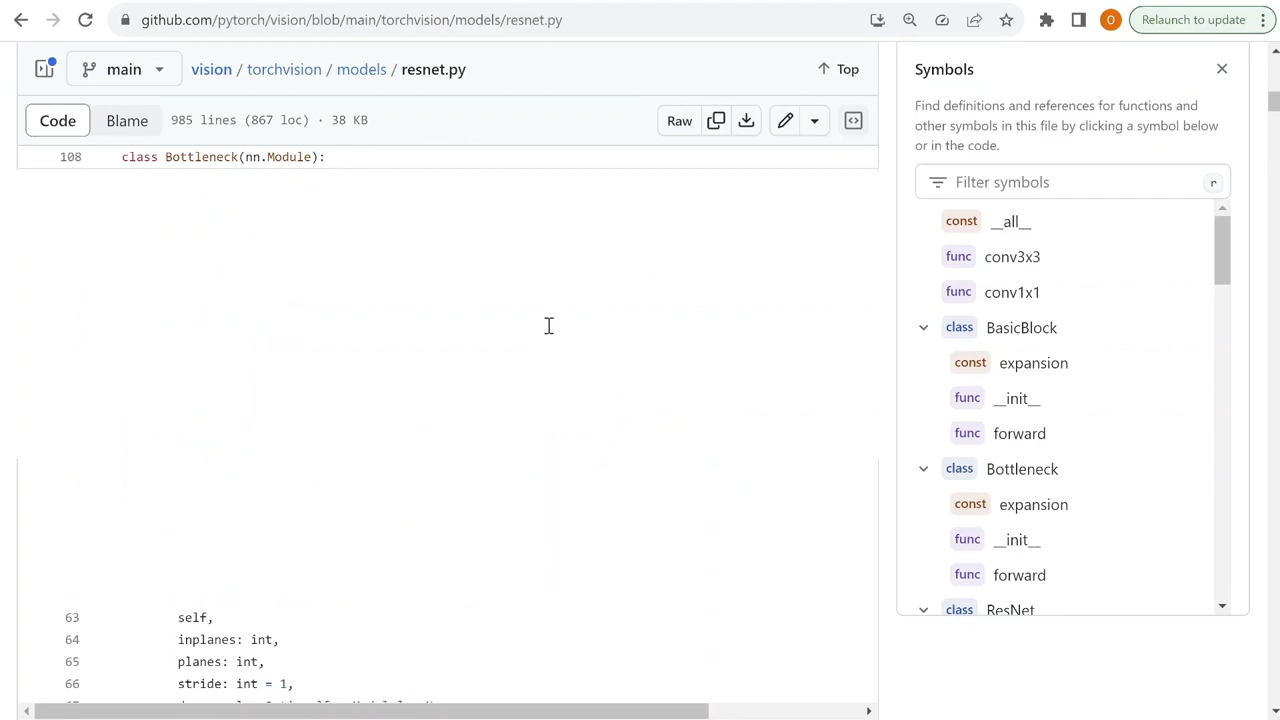 github.com/pytorch/vision/blob/main/torchvision/models/resnet.py
O
Relaunch to update
main
vision / torchvision / models / resnet.py
Top
Code
Blame
985 lines (867 loc) · 38 KB
Raw
108 class Bottleneck(nn.Module):
63 self,
64 inplanes: int,
65 planes: int,
66 stride: int = 1,
Symbols
Find definitions and references for functions and
other symbols in this file by clicking a symbol below
or in the code.
Filter symbols
r
const __all__
func conv3x3
func conv1x1
class BasicBlock
const expansion
func __init__
func forward
class Bottleneck
const expansion
func __init__
func forward
class ResNet